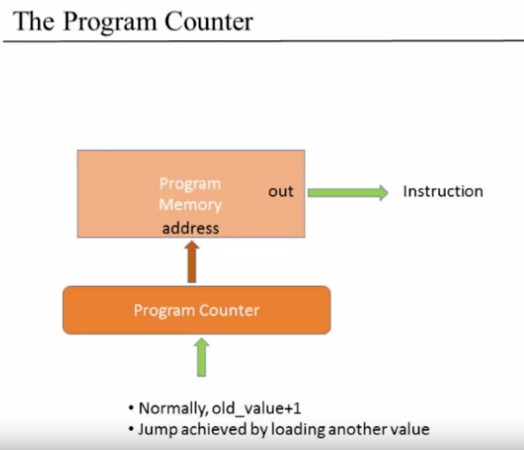 The Program Counter
Program
Memory
out
Instruction
address
Program Counter
• Normally, old_value+1
• Jump achieved by loading another value